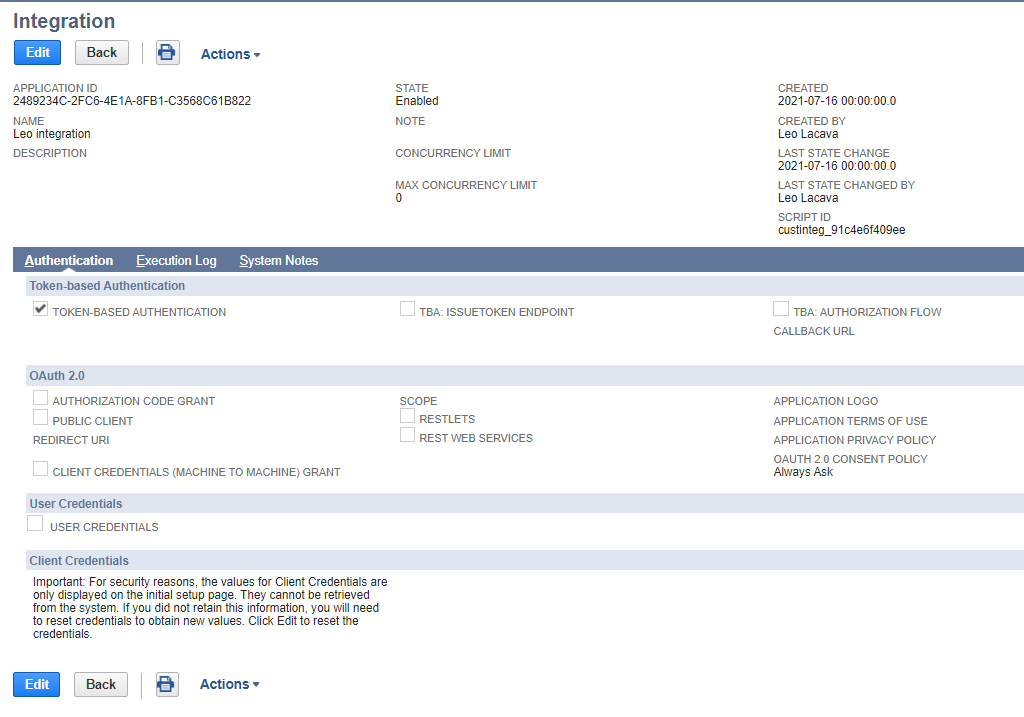 Integration
Edit Back Actions
APPLICATION ID STATE CREATED
2489234C-2FC6-4E1A-8FB1-C3568C61B822 Enabled 2021-07-16 00:00:00.0
NAME NOTE CREATED BY
Leo integration Leo Lacava
DESCRIPTION CONCURRENCY LIMIT LAST STATE CHANGE
2021-07-16 00:00:00.0
MAX CONCURRENCY LIMIT LAST STATE CHANGED BY
0 Leo Lacava
SCRIPT ID
custinteg_91c4e6f409ee
Authentication Execution Log System Notes
Token-based Authentication
TOKEN-BASED AUTHENTICATION TBA: ISSUETOKEN ENDPOINT TBA: AUTHORIZATION FLOW
CALLBACK URL
OAuth 2.0
AUTHORIZATION CODE GRANT SCOPE APPLICATION LOGO
PUBLIC CLIENT RESTLETS APPLICATION TERMS OF USE
REDIRECT URI REST WEB SERVICES APPLICATION PRIVACY POLICY
OAUTH 2.0 CONSENT POLICY
CLIENT CREDENTIALS (MACHINE TO MACHINE) GRANT Always Ask
User Credentials
USER CREDENTIALS
Client Credentials
Important: For security reasons, the values for Client Credentials are
only displayed on the initial setup page. They cannot be retrieved
from the system. If you did not retain this information, you will need
to reset credentials to obtain new values. Click Edit to reset the
credentials.
Edit Back Actions